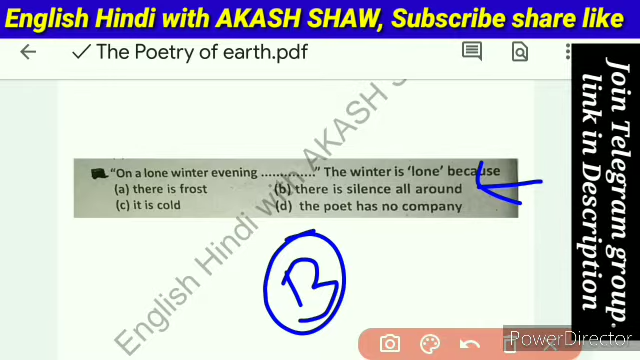 English Hindi with AKASH SHAW, Subscribe share like
The Poetry of earth.pdf
"On a lone winter evening ..............." The winter is 'lone' because
(a) there is frost (b) there is silence all around
(c) it is cold (d) the poet has no company
B
English Hindi with AKASH S
Join Telegram group.
link in Description
PowerDirector